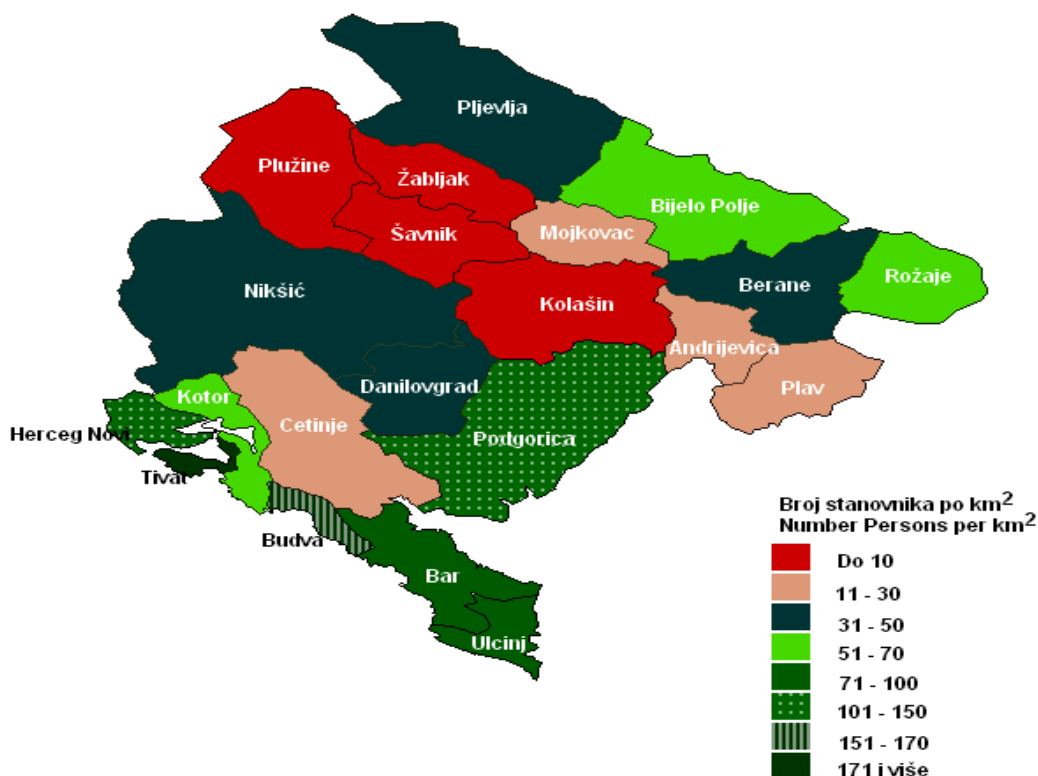 Pljevlja
Plužine
Žabljak
Bijelo Polje
Šavnik
Mojkovac
Rožaje
Nikšić
Berane
Kolašin
Andrijevica
Danilovgrad
Plav
Kotor
Cetinje
Herceg Novi
Podgorica
Tivat
Budva
Bar
Ulcinj
Broj stanovnika po km²
Number Persons per km²
Do 10
11 - 30
31 - 50
51 - 70
71 - 100
101 - 150
151 - 170
171 i više